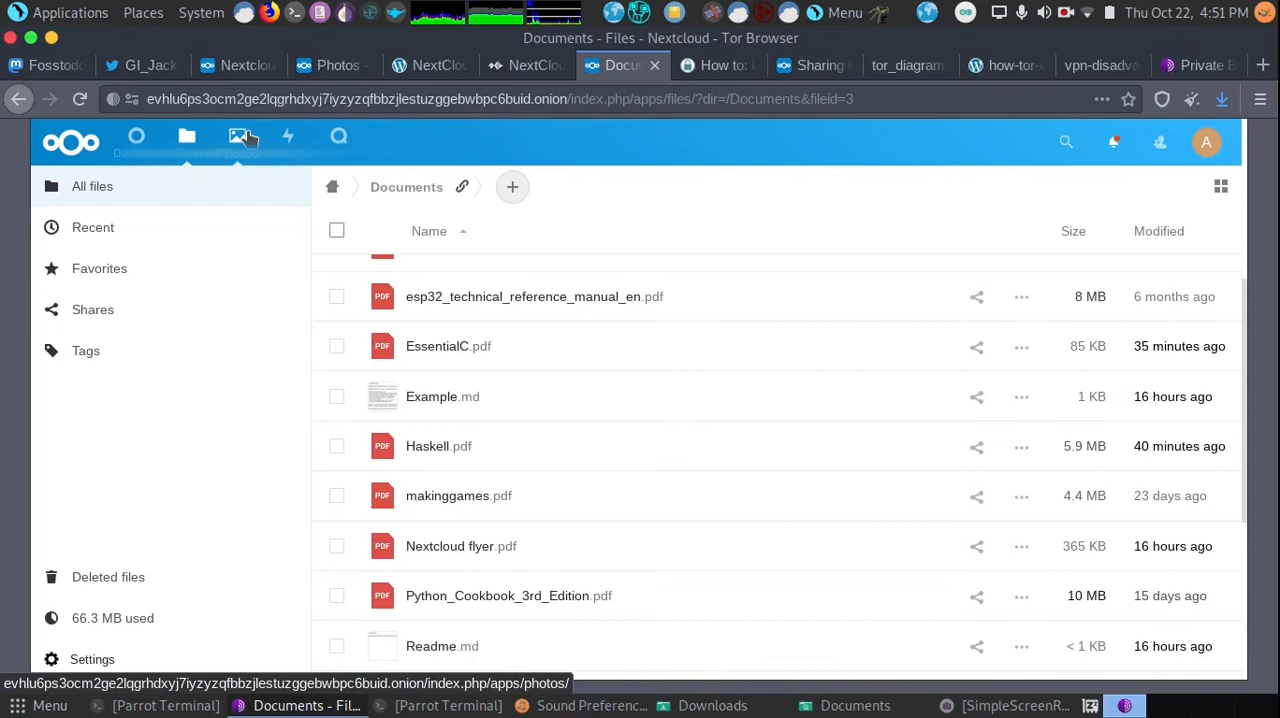 Applications Places System Menu Thu Oct 22, 4:51 PM
Documents - Files - Nextcloud - Tor Browser
Fosstodo GI_Jack Nextclou Photos - NextClou NextClou Docum How to: U Sharing tor_diagram. how-tor-v vpn-disadva Private B
evhlu6ps3ocm2ge2lqgrhdxyj7iyzyzqfbbzjlestuzggebwbpc6buid.onion/index.php/apps/files/?dir=/Documents&fileid=3
A
All files
Documents
Recent
Name Size Modified
Favorites
PDF esp32_technical_reference_manual_en.pdf 8 MB 6 months ago
Shares
PDF EssentialC.pdf 85 KB 35 minutes ago
Tags
Example.md 1 KB 16 hours ago
PDF Haskell.pdf 5.9 MB 40 minutes ago
PDF makinggames.pdf 4.4 MB 23 days ago
PDF Nextcloud flyer.pdf 365 KB 16 hours ago
Deleted files
PDF Python_Cookbook_3rd_Edition.pdf 10 MB 15 days ago
66.3 MB used
Readme.md < 1 KB 16 hours ago
Settings
evhlu6ps3ocm2ge2lqgrhdxyj7iyzyzqfbbzjlestuzggebwbpc6buid.onion/index.php/apps/photos/
Menu [Parrot Terminal] Documents - Fil... [Parrot Terminal] Sound Preferenc... Downloads Documents [SimpleScreenR...